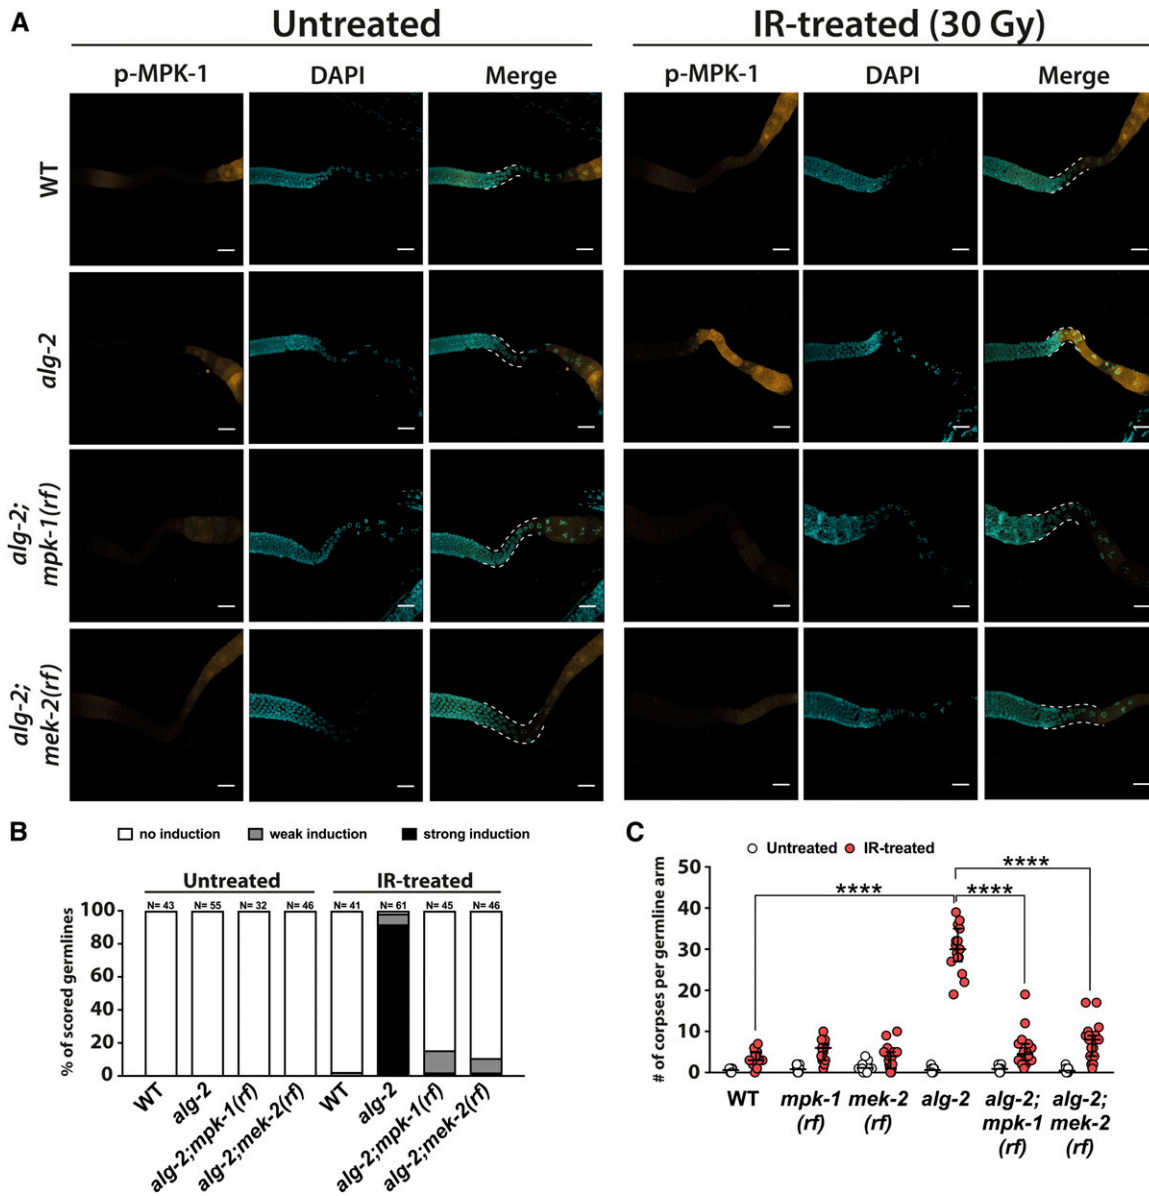 A
Untreated
IR-treated (30 Gy)
p-MPK-1
DAPI
Merge
p-MPK-1
DAPI
Merge
WT
alg-2
alg-2;
mpk-1(rf)
alg-2;
mek-2(rf)
B
no induction
weak induction
strong induction
Untreated
IR-treated
N= 43
N= 55
N= 32
N= 46
N= 41
N= 61
N= 45
N= 46
% of scored germlines
100
80
60
40
20
0
WT
alg-2
alg-2;mpk-1(rf)
alg-2;mek-2(rf)
WT
alg-2
alg-2;mpk-1(rf)
alg-2;mek-2(rf)
C
Untreated
IR-treated
# of corpses per germline arm
50
40
30
20
10
0
****
****
****
WT
mpk-1
(rf)
mek-2
(rf)
alg-2
alg-2;
mpk-1
(rf)
alg-2;
mek-2
(rf)